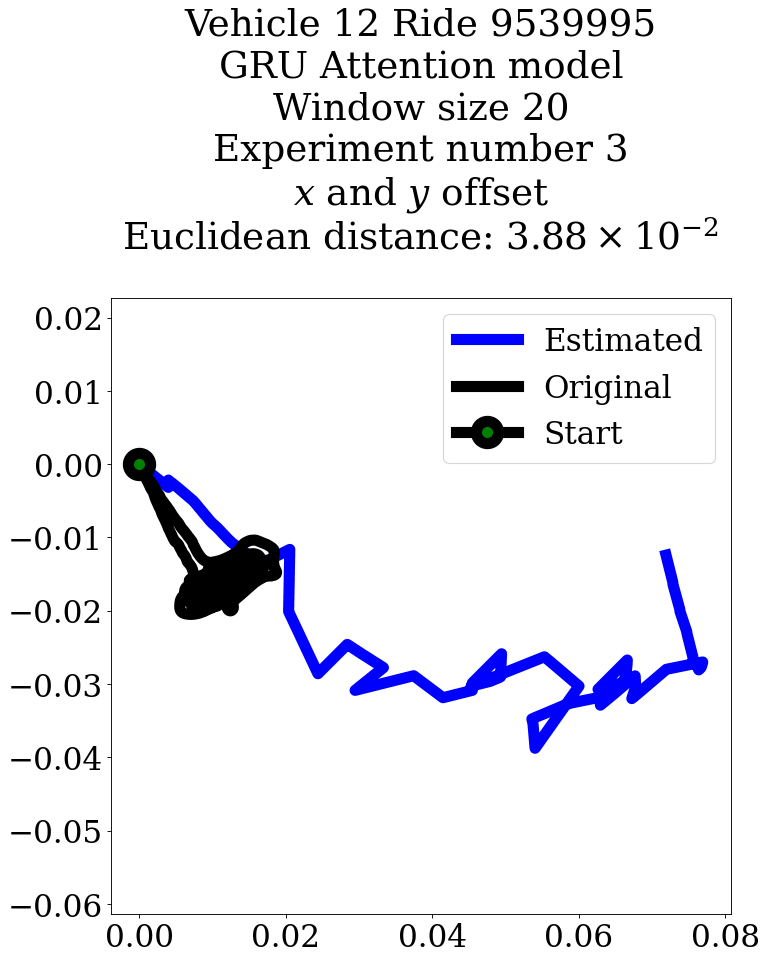 Vehicle 12 Ride 9539995
GRU Attention model
Window size 20
Experiment number 3
x and y offset
Euclidean distance: 3.88 × 10⁻²
Estimated
Original
Start
0.02
0.01
0.00
−0.01
−0.02
−0.03
−0.04
−0.05
−0.06
0.00 0.02 0.04 0.06 0.08